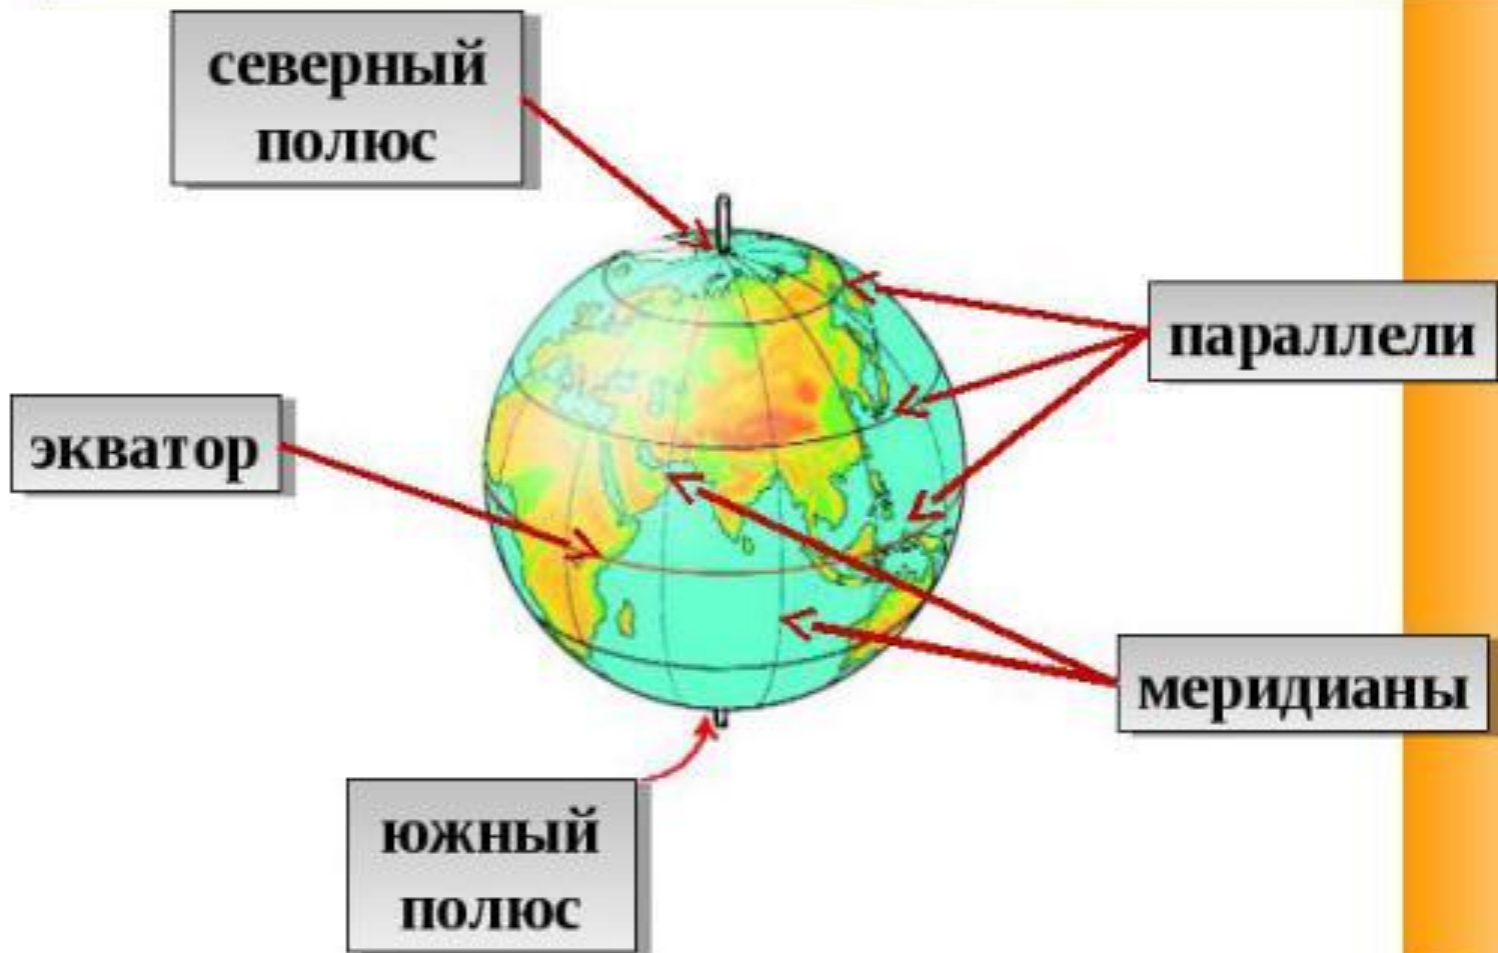 северный
полюс
параллели
экватор
меридианы
южный
полюс